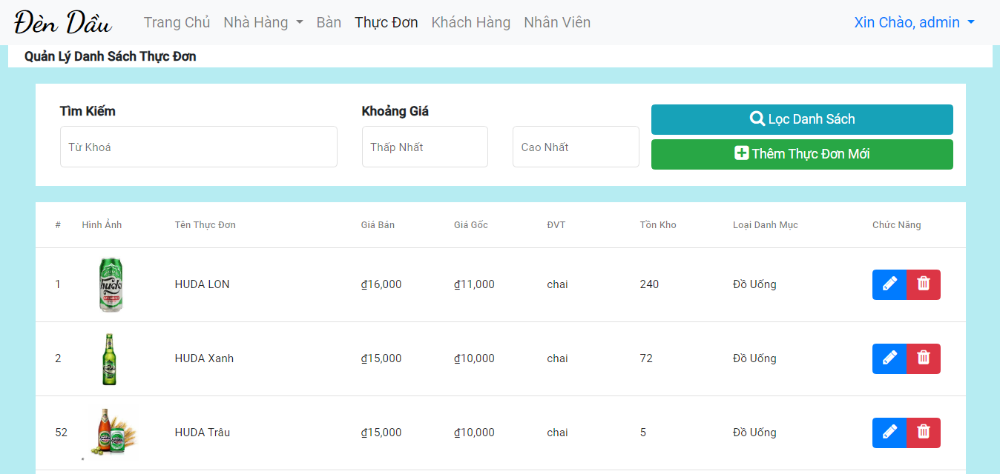 Đèn Dầu Trang Chủ Nhà Hàng Bàn Thực Đơn Khách Hàng Nhân Viên Xin Chào, admin
Quản Lý Danh Sách Thực Đơn
Tìm Kiếm Khoảng Giá
Từ Khoá Thấp Nhất Cao Nhất
Lọc Danh Sách
Thêm Thực Đơn Mới
# Hình Ảnh Tên Thực Đơn Giá Bán Giá Gốc ĐVT Tồn Kho Loại Danh Mục Chức Năng
1 huda HUDA LON ₫16,000 ₫11,000 chai 240 Đồ Uống
2 HUDA Xanh ₫15,000 ₫10,000 chai 72 Đồ Uống
52 HUDA Trâu ₫15,000 ₫10,000 chai 5 Đồ Uống